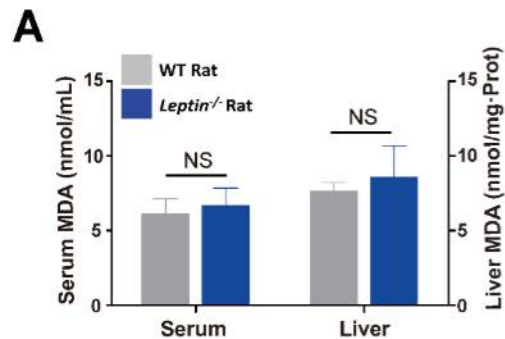 A
WT Rat
Leptin-/- Rat
Serum MDA (nmol/mL)
15
10
5
0
NS
NS
15
10
5
0
Liver MDA (nmol/mg·Prot)
Serum
Liver